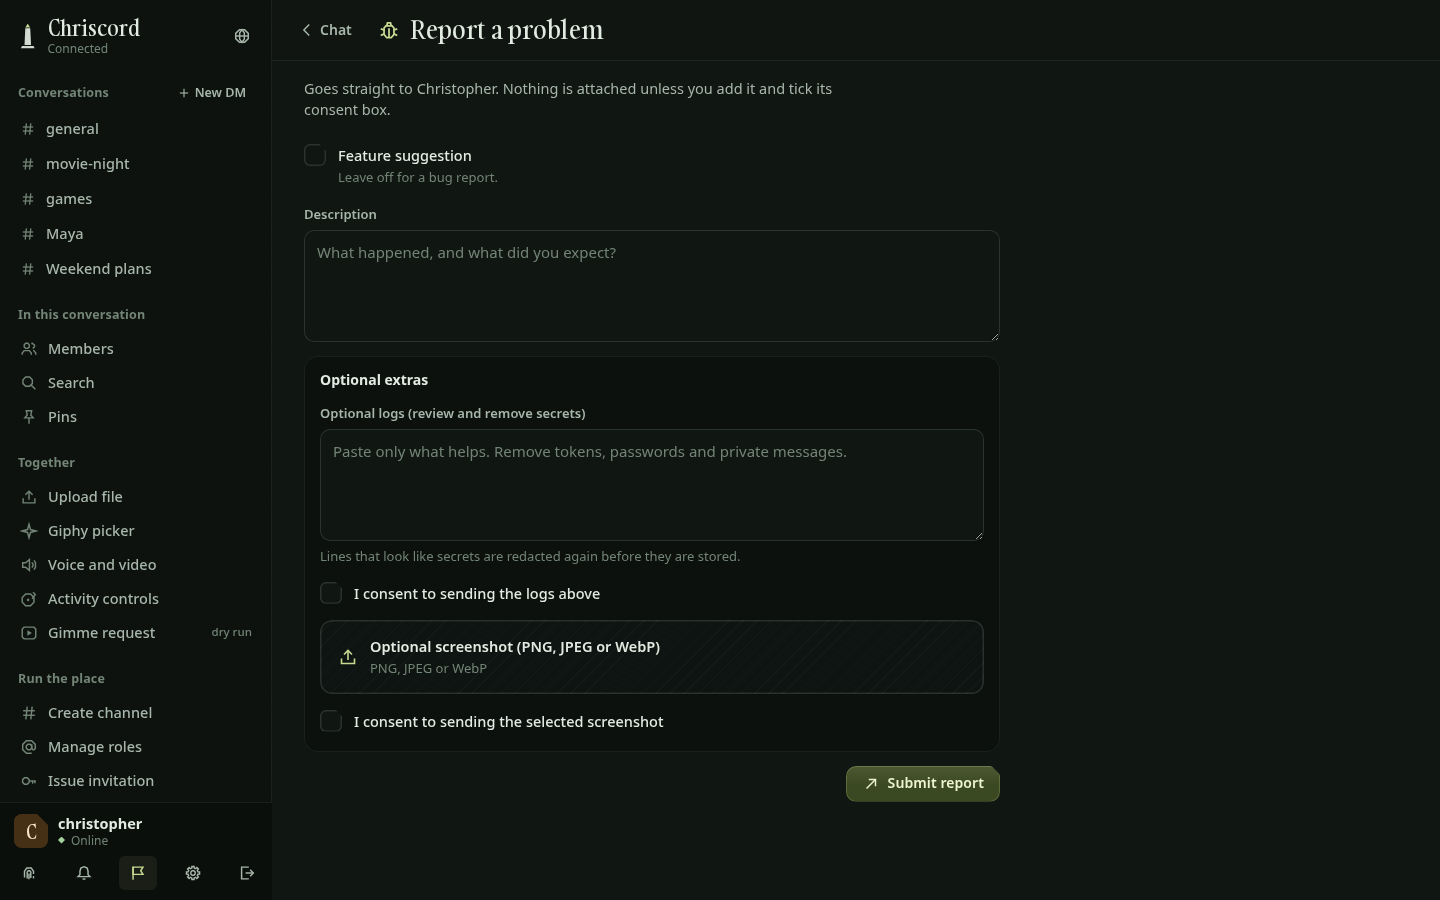 Chriscord
Connected
Conversations
New DM
general
movie-night
games
Maya
Weekend plans
In this conversation
Members
Search
Pins
Together
Upload file
Giphy picker
Voice and video
Activity controls
Gimme request
dry run
Run the place
Create channel
Manage roles
Issue invitation
C
christopher
Online
Chat
Report a problem
Goes straight to Christopher. Nothing is attached unless you add it and tick its
consent box.
Feature suggestion
Leave off for a bug report.
Description
What happened, and what did you expect?
Optional extras
Optional logs (review and remove secrets)
Paste only what helps. Remove tokens, passwords and private messages.
Lines that look like secrets are redacted again before they are stored.
I consent to sending the logs above
Optional screenshot (PNG, JPEG or WebP)
PNG, JPEG or WebP
I consent to sending the selected screenshot
Submit report